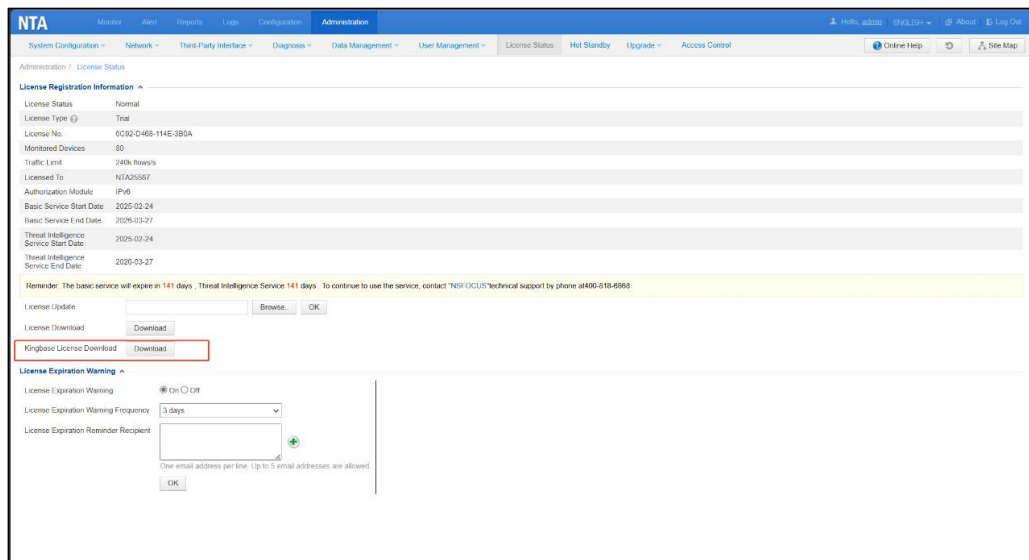 NTA Monitor Alert Reports Logs Configuration Administration Hello, admin ENGLISH About Log Out
System Configuration Network Third-Party Interface Diagnosis Data Management User Management License Status Hot Standby Upgrade Access Control Online Help Site Map
Administration / License Status
License Registration Information
License Status Normal
License Type Trial
License No. 6C92-D468-114E-3B0A
Monitored Devices 80
Traffic Limit 240k flows/s
Licensed To NTA25567
Authorization Module IPv6
Basic Service Start Date 2025-02-24
Basic Service End Date 2026-03-27
Threat Intelligence
Service Start Date 2025-02-24
Threat Intelligence
Service End Date 2026-03-27
Reminder: The basic service will expire in 141 days , Threat Intelligence Service 141 days . To continue to use the service, contact "NSFOCUS"technical support by phone at400-818-6868
License Update Browse.. OK
License Download Download
Kingbase License Download Download
License Expiration Warning
License Expiration Warning On Off
License Expiration Warning Frequency 3 days
License Expiration Reminder Recipient
One email address per line. Up to 5 email addresses are allowed.
OK